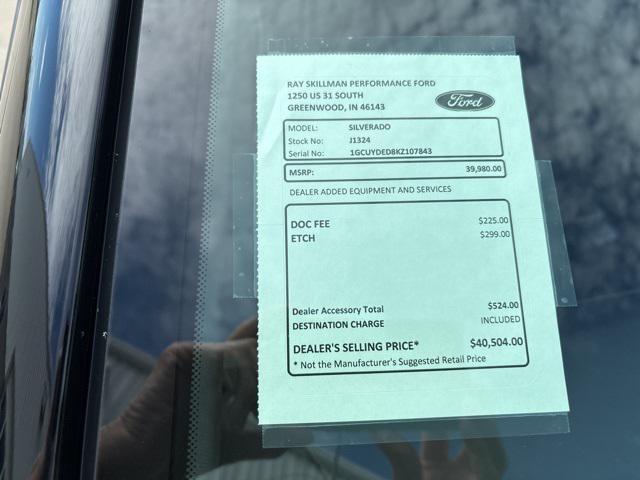 RAY SKILLMAN PERFORMANCE FORD
1250 US 31 SOUTH
GREENWOOD, IN 46143
Ford
MODEL: SILVERADO
Stock No: J1324
Serial No: 1GCUYDED8KZ107843
MSRP: 39,980.00
DEALER ADDED EQUIPMENT AND SERVICES
DOC FEE $225.00
ETCH $299.00
Dealer Accessory Total $524.00
DESTINATION CHARGE INCLUDED
DEALER'S SELLING PRICE* $40,504.00
* Not the Manufacturer's Suggested Retail Price